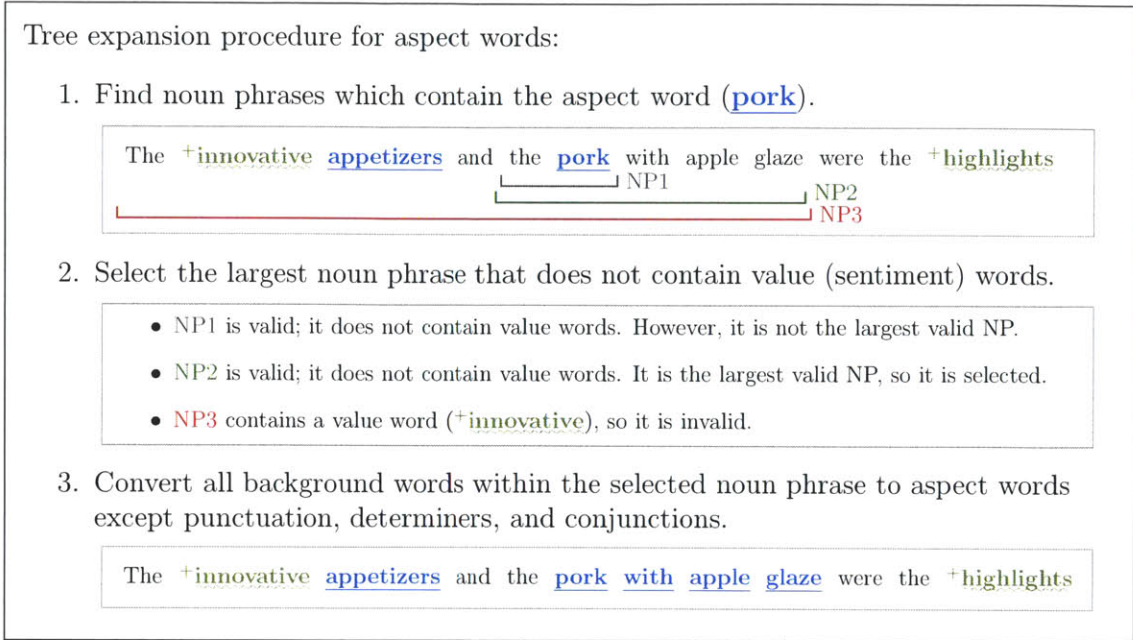 Tree expansion procedure for aspect words:
1. Find noun phrases which contain the aspect word (pork).
The +innovative appetizers and the pork with apple glaze were the +highlights
NP1
NP2
NP3
2. Select the largest noun phrase that does not contain value (sentiment) words.
• NP1 is valid; it does not contain value words. However, it is not the largest valid NP.
• NP2 is valid; it does not contain value words. It is the largest valid NP, so it is selected.
• NP3 contains a value word (+innovative), so it is invalid.
3. Convert all background words within the selected noun phrase to aspect words
except punctuation, determiners, and conjunctions.
The +innovative appetizers and the pork with apple glaze were the +highlights